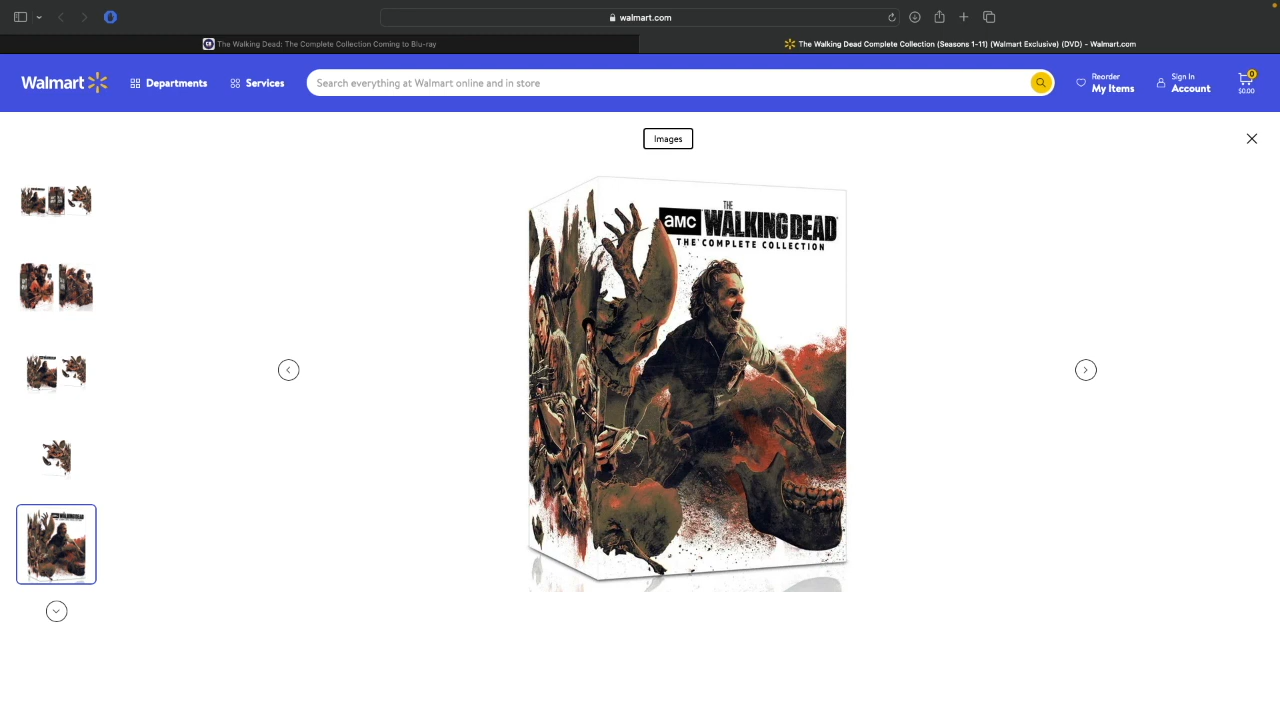 walmart.com
The Walking Dead: The Complete Collection Coming to Blu-ray
The Walking Dead Complete Collection (Seasons 1-11) (Walmart Exclusive) (DVD) - Walmart.com
Walmart
Departments
Services
Search everything at Walmart online and in store
Reorder
My Items
Sign In
Account
0
$0.00
Images
THE
aMC WALKING DEAD
THE COMPLETE COLLECTION